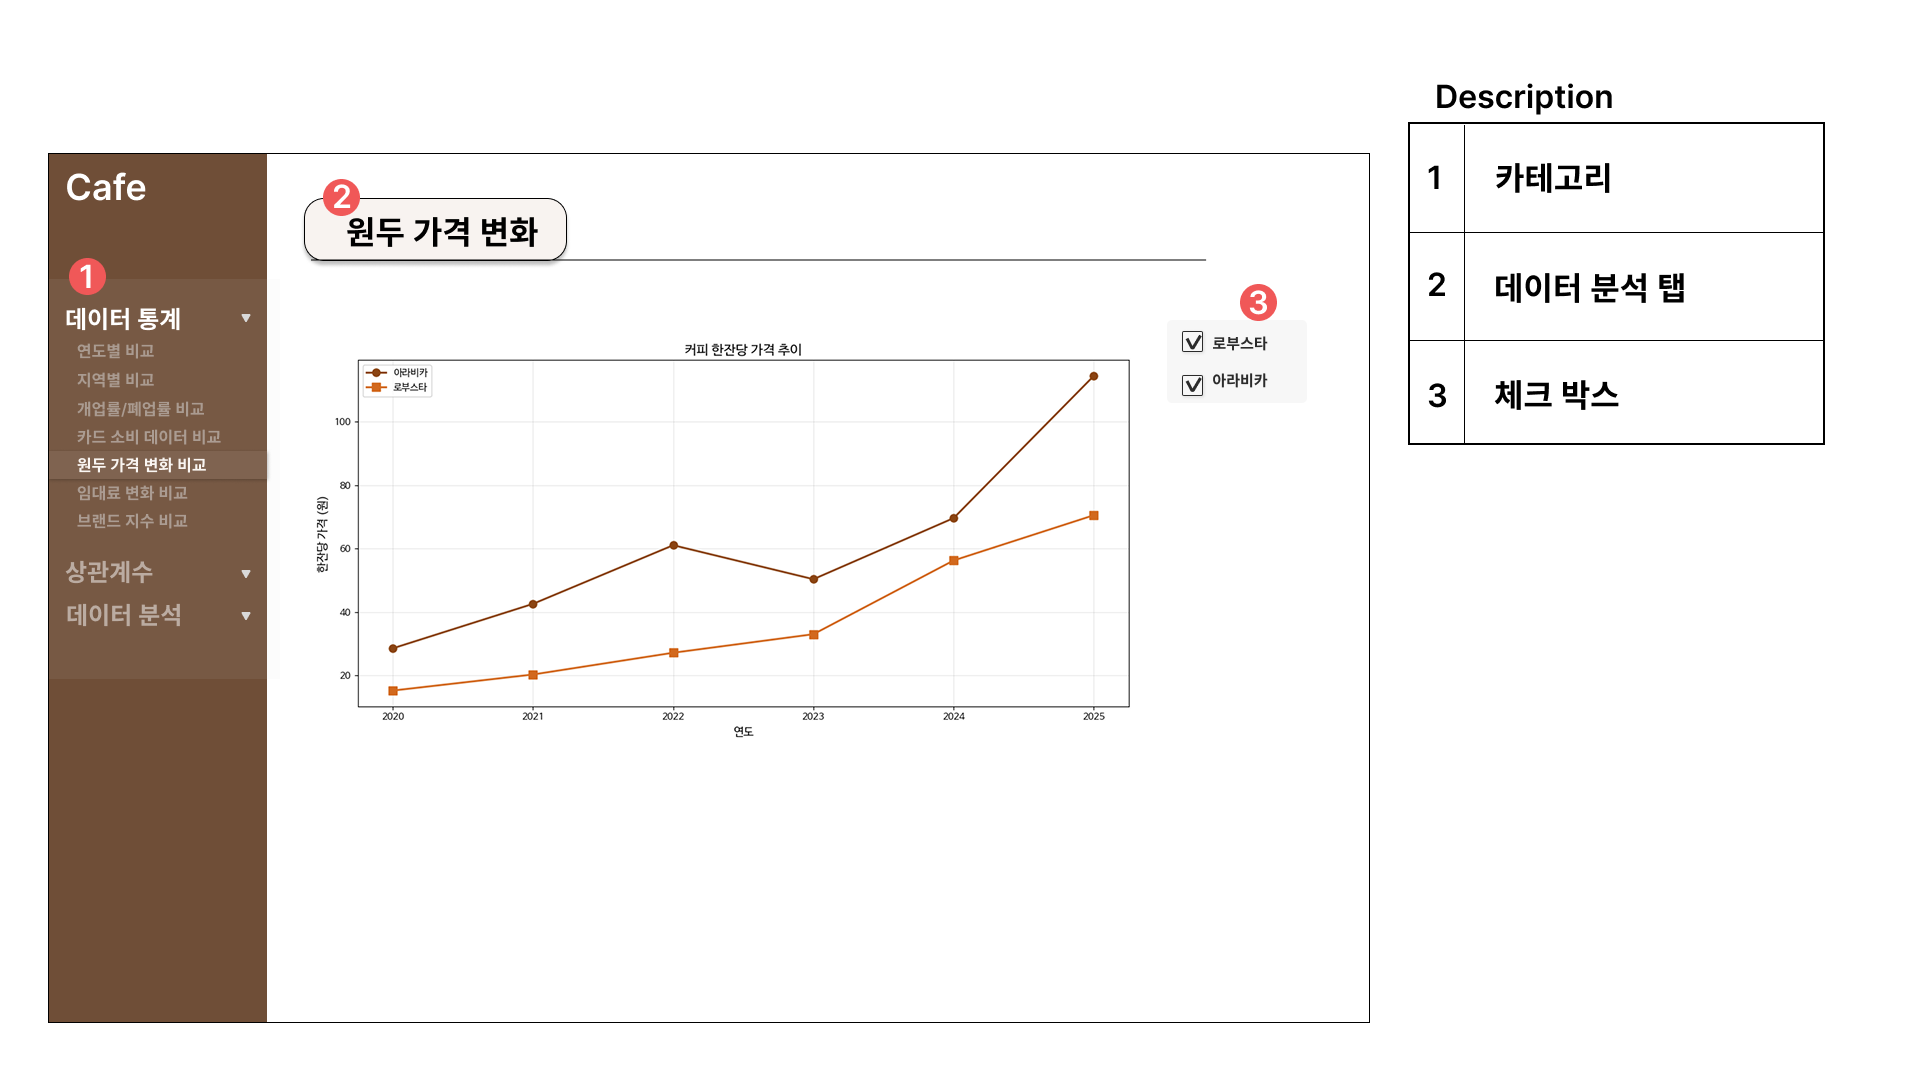 Description
1 카테고리
2 데이터 분석 탭
3 체크 박스
Cafe
1
데이터 통계 ▼
연도별 비교
지역별 비교
개업률/폐업률 비교
카드 소비 데이터 비교
원두 가격 변화 비교
임대료 변화 비교
브랜드 지수 비교
상관계수 ▼
데이터 분석 ▼
2
원두 가격 변화
3
로부스타
아라비카
커피 한잔당 가격 추이
아라비카
로부스타
한잔당 가격 (원)
100
80
60
40
20
2020 2021 2022 2023 2024 2025
연도